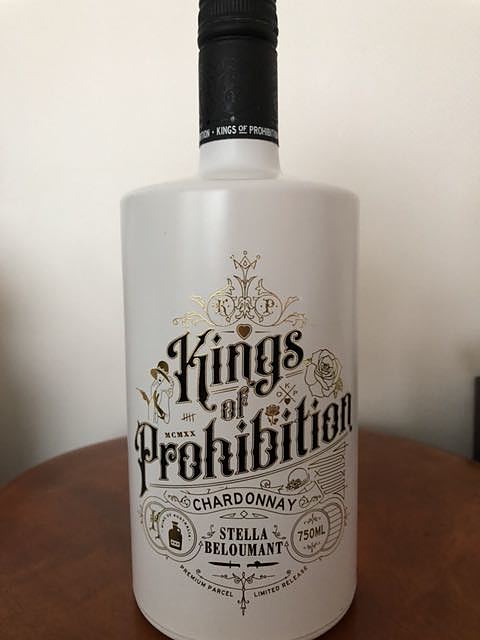 KINGS OF PROHIBITION
K P
Kings
of
Prohibition
MCMXX
CHARDONNAY
STELLA
BELOUMANT
750ML
PREMIUM PARCEL
LIMITED RELEASE